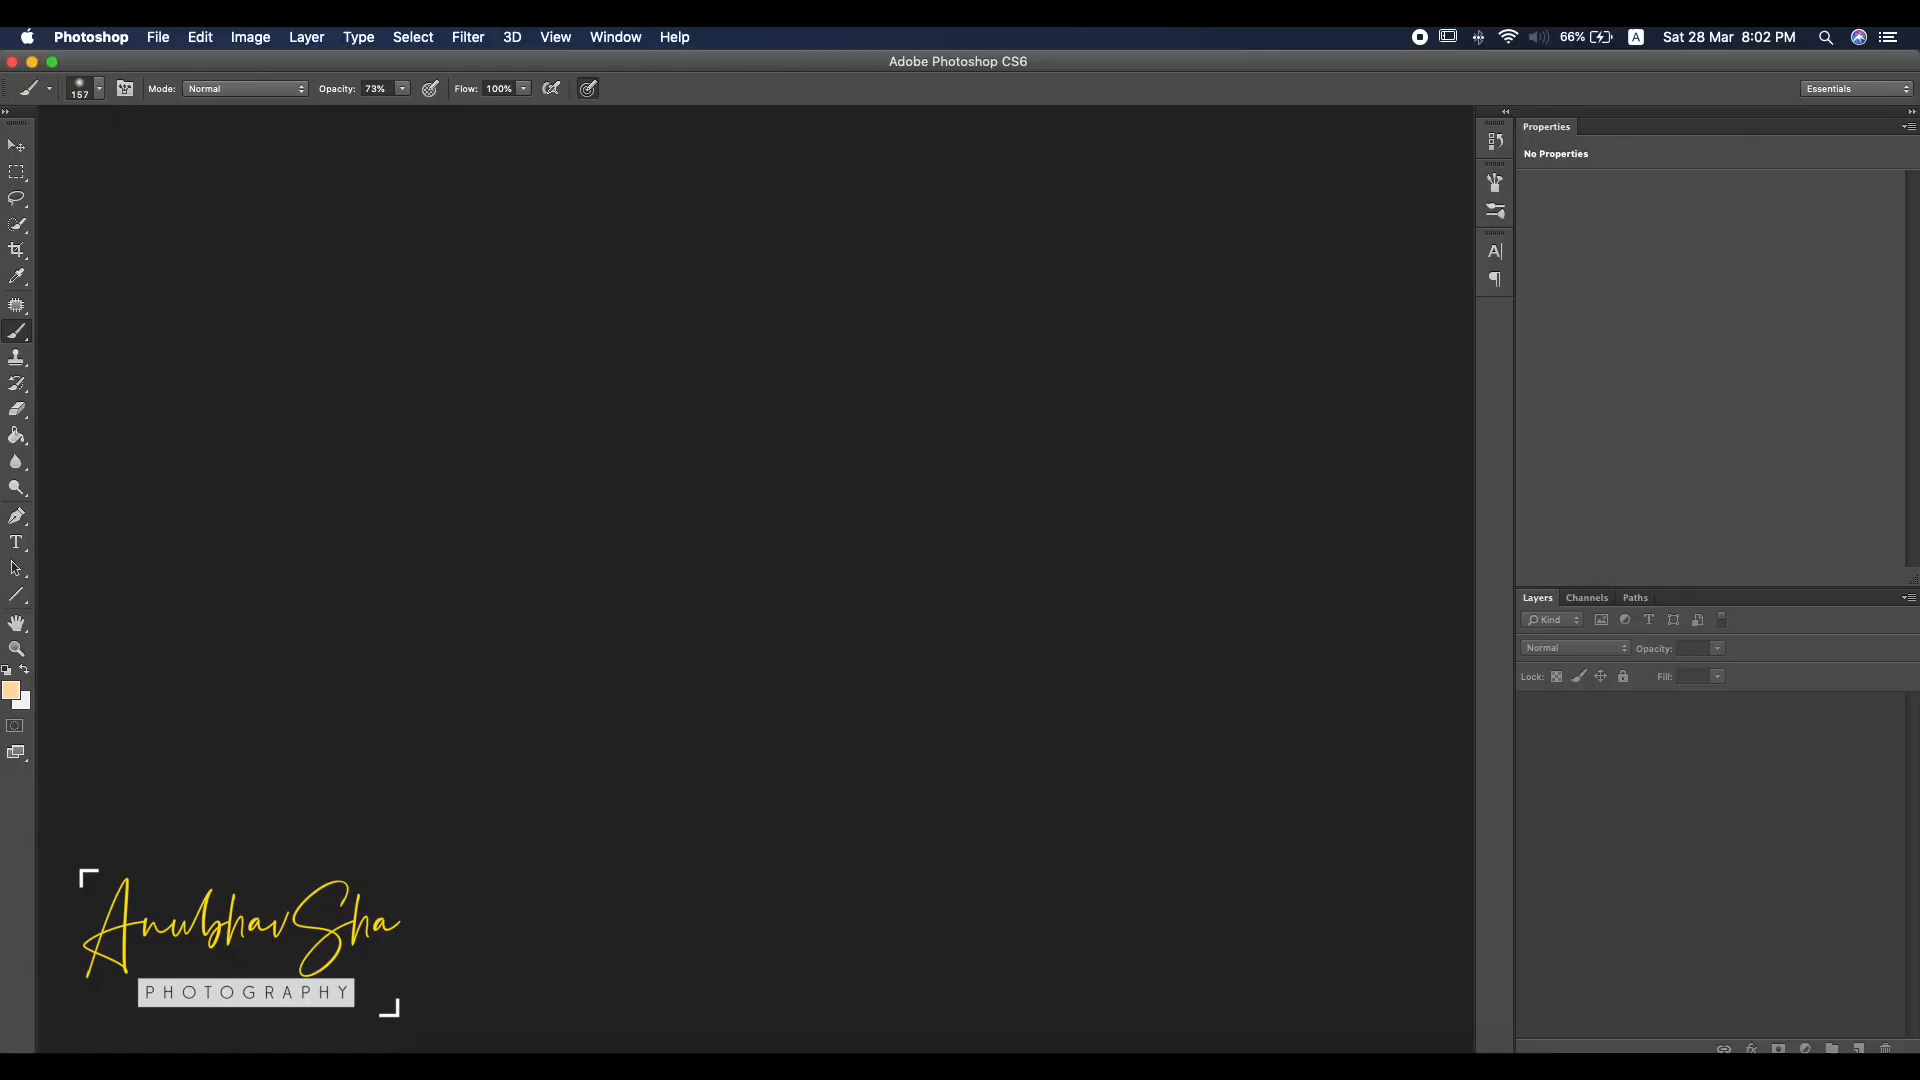 Photoshop File Edit Image Layer Type Select Filter 3D View Window Help 66% A Sat 28 Mar 8:02 PM
Adobe Photoshop CS6
157 Mode: Normal Opacity: 73% Flow: 100% Essentials
Properties
No Properties
Layers Channels Paths
Kind
Normal Opacity:
Lock: Fill:
AnubhavSha
PHOTOGRAPHY